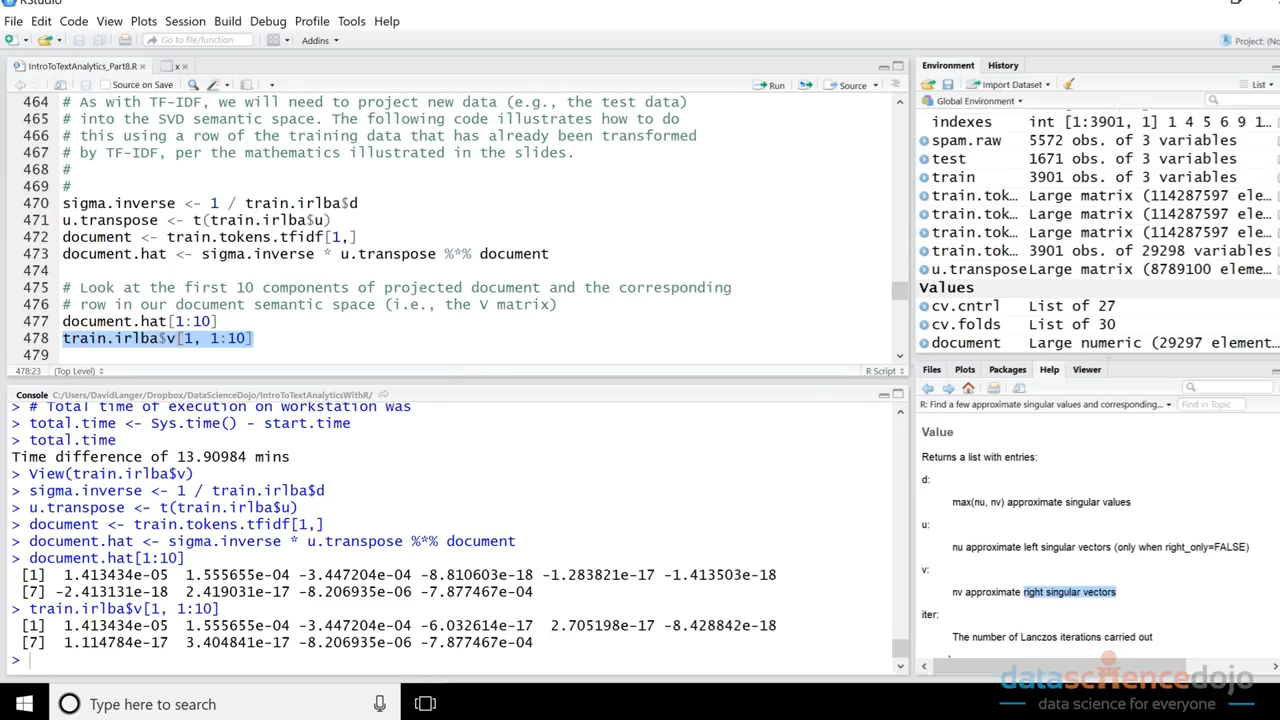 RStudio
File Edit Code View Plots Session Build Debug Profile Tools Help
Go to file/function Addins Project: (No
IntroToTextAnalytics_Part8.R x
Source on Save Run Source
464 # As with TF-IDF, we will need to project new data (e.g., the test data)
465 # into the SVD semantic space. The following code illustrates how to do
466 # this using a row of the training data that has already been transformed
467 # by TF-IDF, per the mathematics illustrated in the slides.
468 #
469 #
470 sigma.inverse <- 1 / train.irlba$d
471 u.transpose <- t(train.irlba$u)
472 document <- train.tokens.tfidf[1,]
473 document.hat <- sigma.inverse * u.transpose %*% document
474
475 # Look at the first 10 components of projected document and the corresponding
476 # row in our document semantic space (i.e., the V matrix)
477 document.hat[1:10]
478 train.irlba$v[1, 1:10]
479
478:23 (Top Level) R Script
Console C:/Users/DavidLanger/Dropbox/DataScienceDojo/IntroToTextAnalyticsWithR/
> # Total time of execution on workstation was
> total.time <- Sys.time() - start.time
> total.time
Time difference of 13.90984 mins
> View(train.irlba$v)
> sigma.inverse <- 1 / train.irlba$d
> u.transpose <- t(train.irlba$u)
> document <- train.tokens.tfidf[1,]
> document.hat <- sigma.inverse * u.transpose %*% document
> document.hat[1:10]
[1] 1.413434e-05 1.555655e-04 -3.447204e-04 -8.810603e-18 -1.283821e-17 -1.413503e-18
[7] -2.413131e-18 2.419031e-17 -8.206935e-06 -7.877467e-04
> train.irlba$v[1, 1:10]
[1] 1.413434e-05 1.555655e-04 -3.447204e-04 -6.032614e-17 2.705198e-17 -8.428842e-18
[7] 1.114784e-17 3.404841e-17 -8.206935e-06 -7.877467e-04
>
Environment History
Import Dataset List
Global Environment
indexes int [1:3901, 1] 1 4 5 6 9 1…
spam.raw 5572 obs. of 3 variables
test 1671 obs. of 3 variables
train 3901 obs. of 3 variables
train.tok… Large matrix (114287597 ele…
train.tok… Large matrix (114287597 ele…
train.tok… Large matrix (114287597 ele…
train.tok… 3901 obs. of 29298 variables
u.transpose Large matrix (8789100 eleme…
Values
cv.cntrl List of 27
cv.folds List of 30
document Large numeric (29297 element…
Files Plots Packages Help Viewer
R: Find a few approximate singular values and corresponding... Find in Topic
Value
Returns a list with entries:
d:
max(nu, nv) approximate singular values
u:
nu approximate left singular vectors (only when right_only=FALSE)
v:
nv approximate right singular vectors
iter:
The number of Lanczos iterations carried out
datasciencedojo
data science for everyone
Type here to search